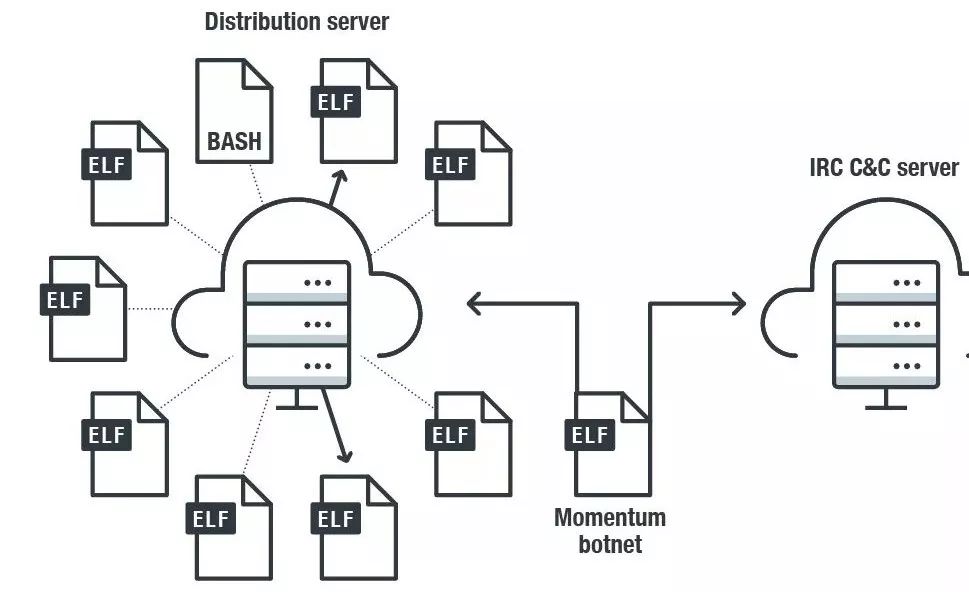 Distribution server
BASH
ELF
ELF
ELF
IRC C&C server
ELF
ELF
ELF
ELF
Momentum
botnet
ELF
ELF